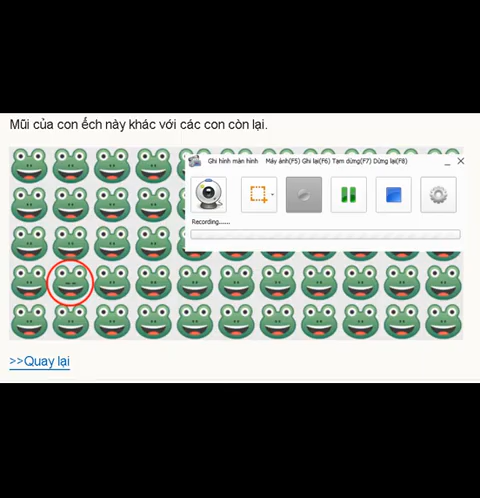 Mũi của con ếch này khác với các con còn lại.
Ghi hình màn hình Máy ảnh(F5) Ghi lại(F6) Tạm dừng(F7) Dừng lại(F8)
Recording......
>>Quay lại